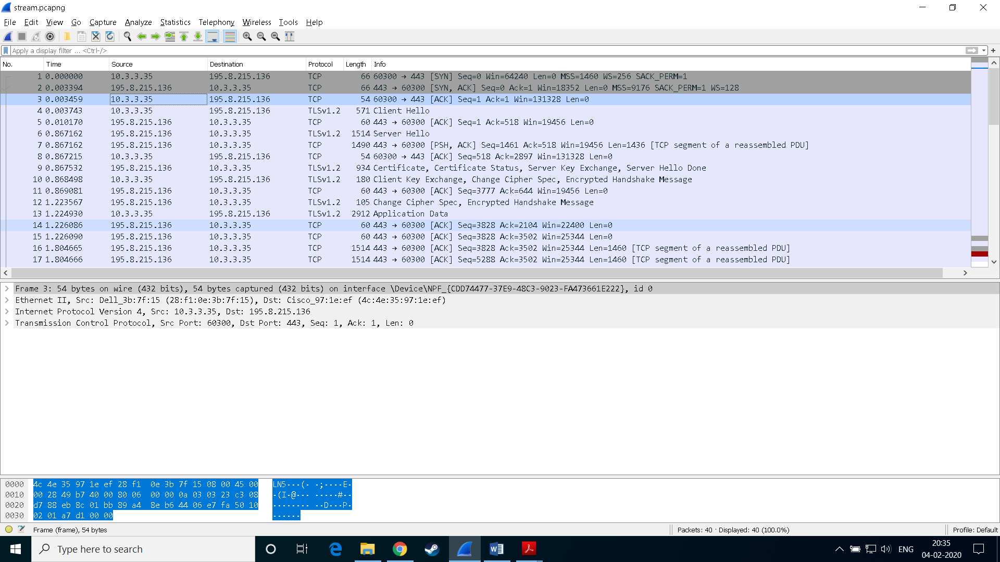 stream.pcapng
File Edit View Go Capture Analyze Statistics Telephony Wireless Tools Help
Apply a display filter ... <Ctrl-/>
No. Time Source Destination Protocol Length Info
1 0.000000 10.3.3.35 195.8.215.136 TCP 66 60300 → 443 [SYN] Seq=0 Win=64240 Len=0 MSS=1460 WS=256 SACK_PERM=1
2 0.003394 195.8.215.136 10.3.3.35 TCP 66 443 → 60300 [SYN, ACK] Seq=0 Ack=1 Win=18352 Len=0 MSS=9176 SACK_PERM=1 WS=128
3 0.003459 10.3.3.35 195.8.215.136 TCP 54 60300 → 443 [ACK] Seq=1 Ack=1 Win=131328 Len=0
4 0.003743 10.3.3.35 195.8.215.136 TLSv1.2 571 Client Hello
5 0.010170 195.8.215.136 10.3.3.35 TCP 60 443 → 60300 [ACK] Seq=1 Ack=518 Win=19456 Len=0
6 0.867162 195.8.215.136 10.3.3.35 TLSv1.2 1514 Server Hello
7 0.867162 195.8.215.136 10.3.3.35 TCP 1490 443 → 60300 [PSH, ACK] Seq=1461 Ack=518 Win=19456 Len=1436 [TCP segment of a reassembled PDU]
8 0.867215 10.3.3.35 195.8.215.136 TCP 54 60300 → 443 [ACK] Seq=518 Ack=2897 Win=131328 Len=0
9 0.867532 195.8.215.136 10.3.3.35 TLSv1.2 934 Certificate, Certificate Status, Server Key Exchange, Server Hello Done
10 0.868498 10.3.3.35 195.8.215.136 TLSv1.2 180 Client Key Exchange, Change Cipher Spec, Encrypted Handshake Message
11 0.869081 195.8.215.136 10.3.3.35 TCP 60 443 → 60300 [ACK] Seq=3777 Ack=644 Win=19456 Len=0
12 1.223567 195.8.215.136 10.3.3.35 TLSv1.2 105 Change Cipher Spec, Encrypted Handshake Message
13 1.224930 10.3.3.35 195.8.215.136 TLSv1.2 2912 Application Data
14 1.226086 195.8.215.136 10.3.3.35 TCP 60 443 → 60300 [ACK] Seq=3828 Ack=2104 Win=22400 Len=0
15 1.226090 195.8.215.136 10.3.3.35 TCP 60 443 → 60300 [ACK] Seq=3828 Ack=3502 Win=25344 Len=0
16 1.804665 195.8.215.136 10.3.3.35 TCP 1514 443 → 60300 [ACK] Seq=3828 Ack=3502 Win=25344 Len=1460 [TCP segment of a reassembled PDU]
17 1.804666 195.8.215.136 10.3.3.35 TCP 1514 443 → 60300 [ACK] Seq=5288 Ack=3502 Win=25344 Len=1460 [TCP segment of a reassembled PDU]
Frame 3: 54 bytes on wire (432 bits), 54 bytes captured (432 bits) on interface \Device\NPF_{CDD74477-37E9-48C3-9023-FA473661E222}, id 0
Ethernet II, Src: Dell_3b:7f:15 (28:f1:0e:3b:7f:15), Dst: Cisco_97:1e:ef (4c:4e:35:97:1e:ef)
Internet Protocol Version 4, Src: 10.3.3.35, Dst: 195.8.215.136
Transmission Control Protocol, Src Port: 60300, Dst Port: 443, Seq: 1, Ack: 1, Len: 0
0000 4c 4e 35 97 1e ef 28 f1 0e 3b 7f 15 08 00 45 00 LN5···(· ·;····E·
0010 00 28 49 b7 40 00 80 06 00 00 0a 03 03 23 c3 08 ·(I·@··· ·····#··
0020 d7 88 eb 8c 01 bb 89 a4 8e b6 44 06 e7 fa 50 10 ········ ··D···P·
0030 02 01 a7 d1 00 00 ······
Frame (frame), 54 bytes
Packets: 40 · Displayed: 40 (100.0%)
Profile: Default
Type here to search
ENG
20:35
04-02-2020